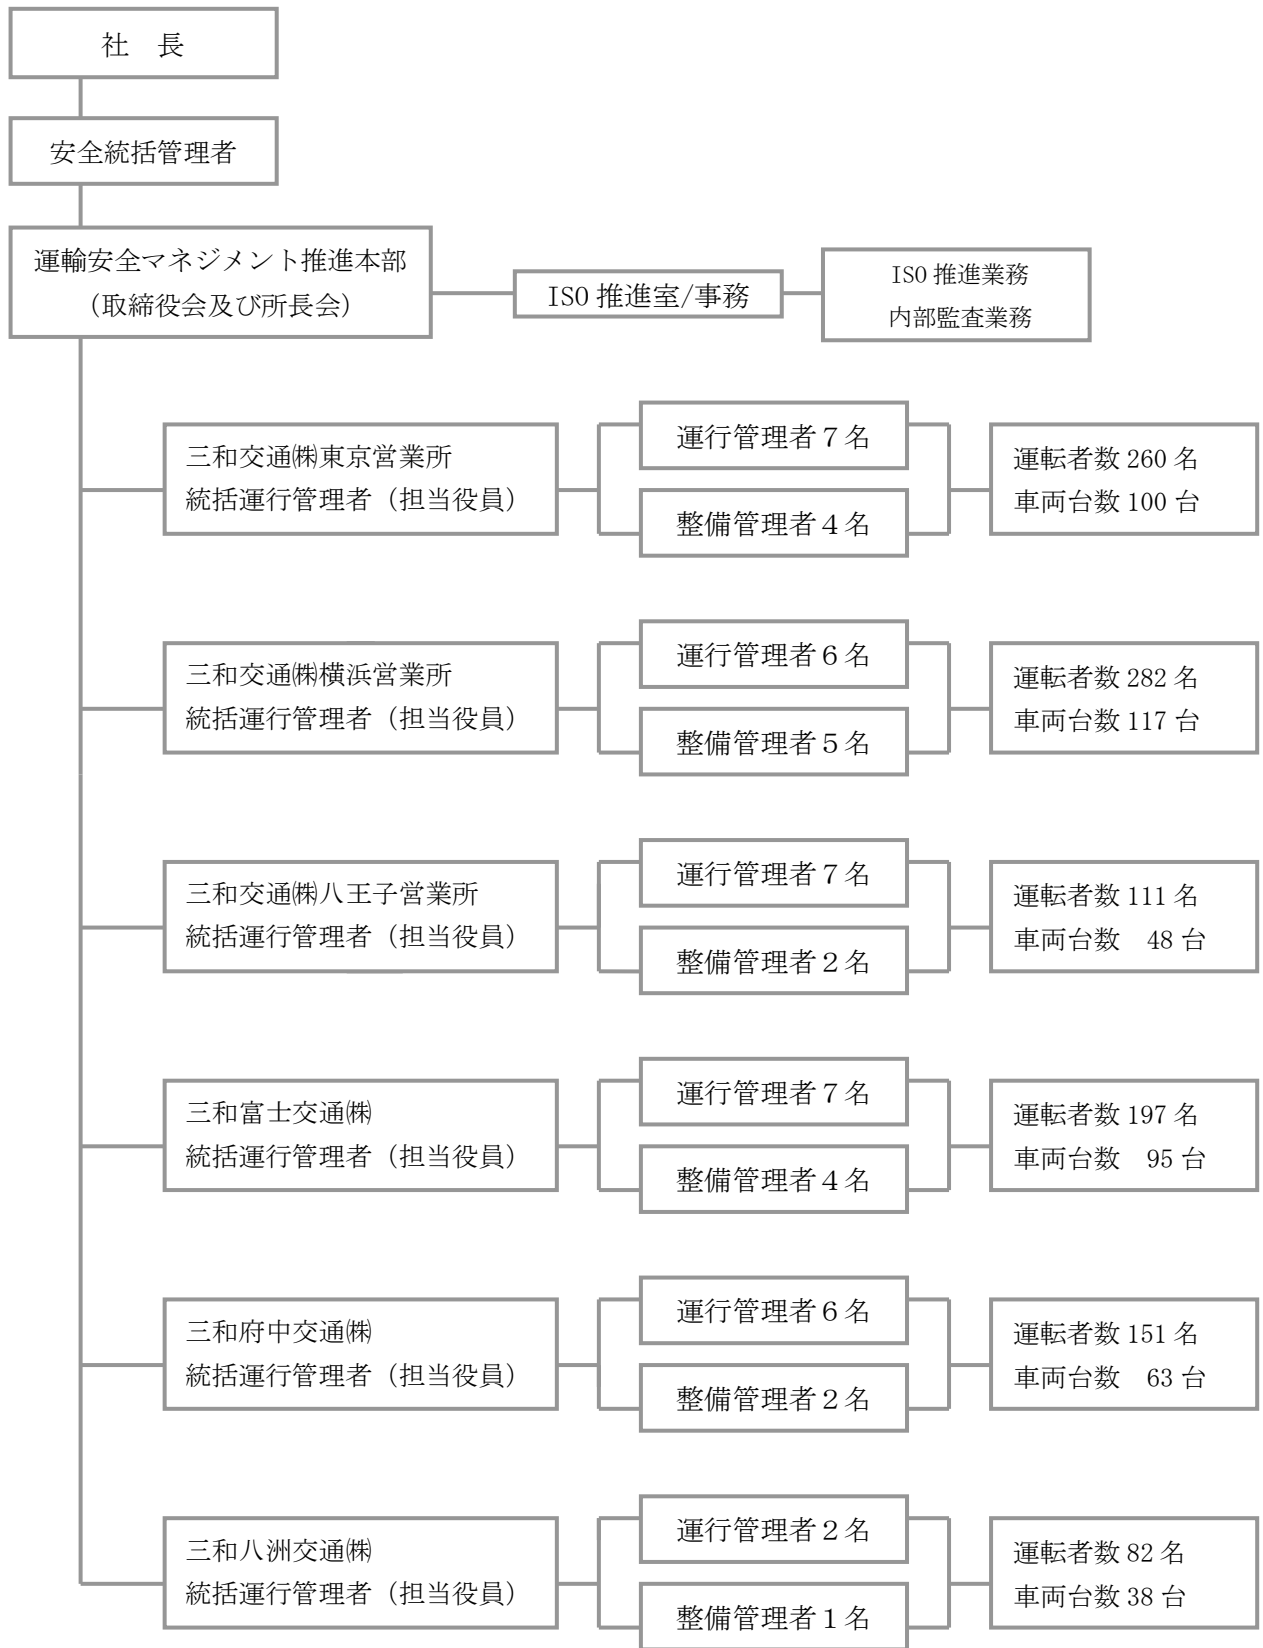 社　長
安全統括管理者
運輸安全マネジメント推進本部
（取締役会及び所長会）
ISO 推進室/事務
ISO 推進業務
内部監査業務
三和交通㈱東京営業所
統括運行管理者（担当役員）
運行管理者７名
整備管理者４名
運転者数 260 名
車両台数 100 台
三和交通㈱横浜営業所
統括運行管理者（担当役員）
運行管理者６名
整備管理者５名
運転者数 282 名
車両台数 117 台
三和交通㈱八王子営業所
統括運行管理者（担当役員）
運行管理者７名
整備管理者２名
運転者数 111 名
車両台数　48 台
三和富士交通㈱
統括運行管理者（担当役員）
運行管理者７名
整備管理者４名
運転者数 197 名
車両台数　95 台
三和府中交通㈱
統括運行管理者（担当役員）
運行管理者６名
整備管理者２名
運転者数 151 名
車両台数　63 台
三和八洲交通㈱
統括運行管理者（担当役員）
運行管理者２名
整備管理者１名
運転者数 82 名
車両台数 38 台